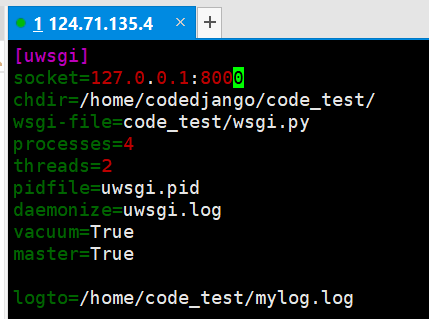 1 124.71.135.4 × +
[uwsgi]
socket=127.0.0.1:8000
chdir=/home/codedjango/code_test/
wsgi-file=code_test/wsgi.py
processes=4
threads=2
pidfile=uwsgi.pid
daemonize=uwsgi.log
vacuum=True
master=True
logto=/home/code_test/mylog.log